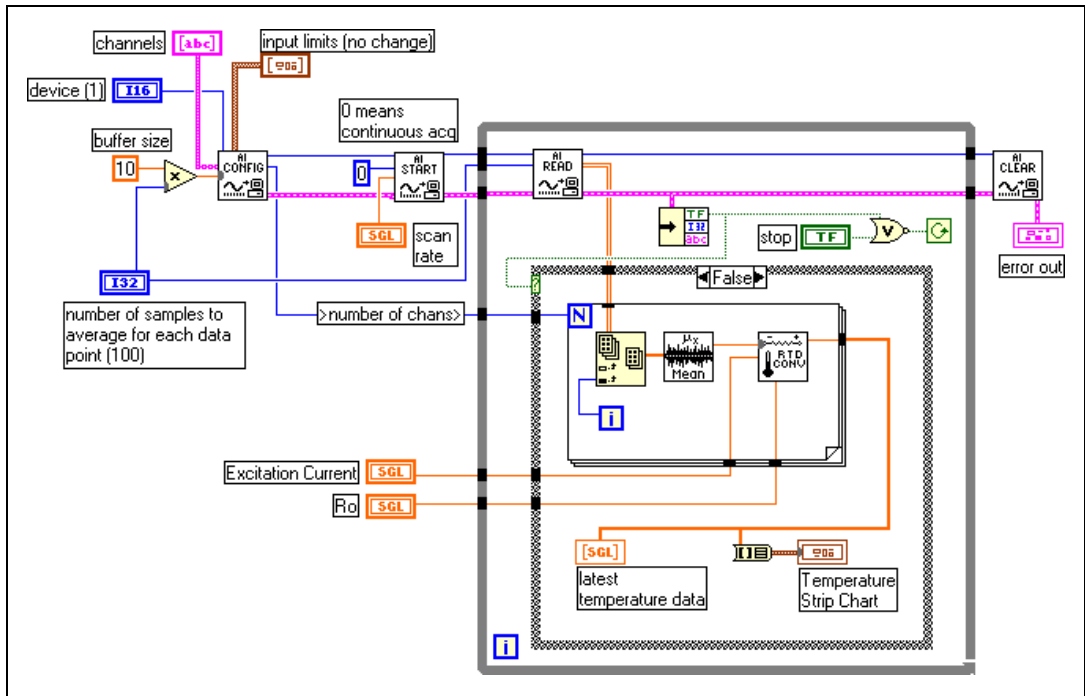 channels
[abc]
input limits (no change)
device (1)
I16
buffer size
10
x
AI
CONFIG
0 means
continuous acq
0
AI
START
SGL
scan
rate
AI
READ
AI
CLEAR
TF
I32
abc
stop
TF
V
error out
I32
number of samples to
average for each data
point (100)
>number of chans>
?
False
N
i
µx
Mean
- +
RTD
CONV
Excitation Current
SGL
Ro
SGL
[SGL]
latest
temperature data
Temperature
Strip Chart
i